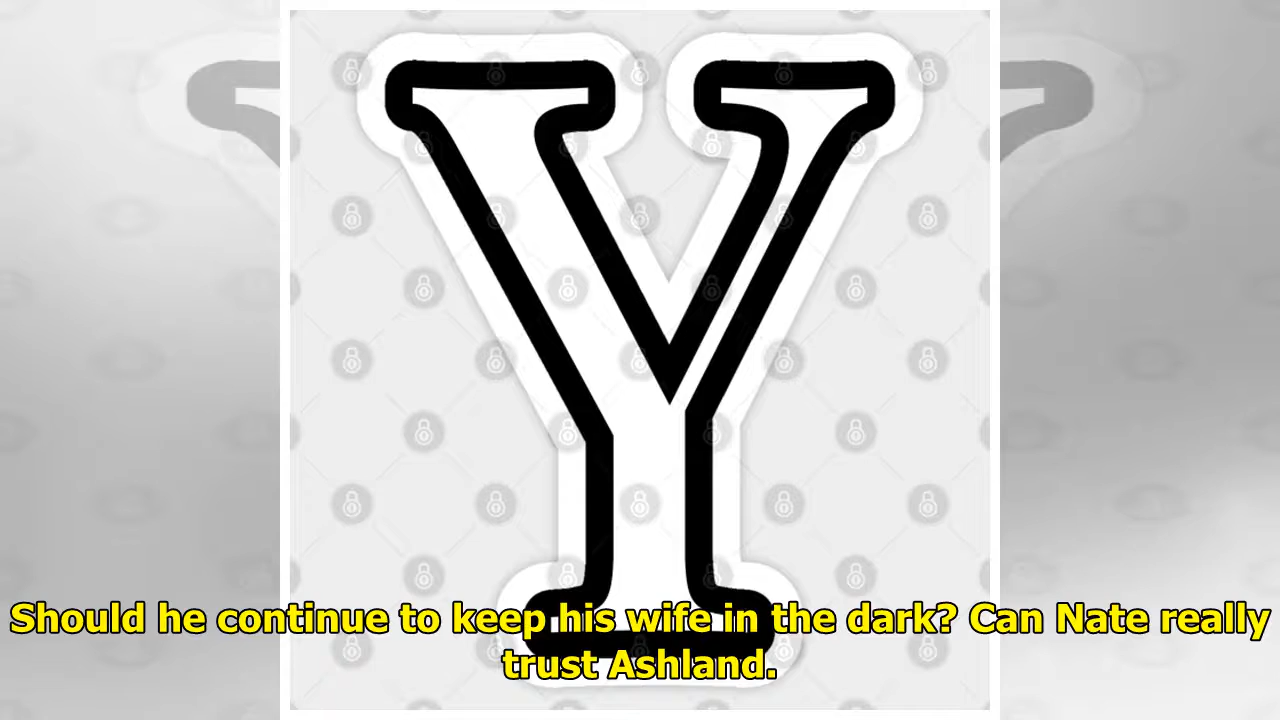 Y
Should he continue to keep his wife in the dark? Can Nate really
trust Ashland.